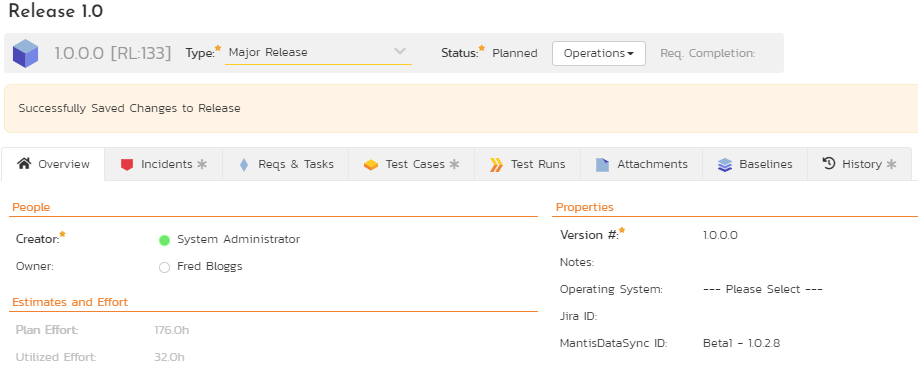 Release 1.0
1.0.0.0 [RL:133] Type:* Major Release Status:* Planned Operations Req. Completion:
Successfully Saved Changes to Release
Overview Incidents * Reqs & Tasks Test Cases * Test Runs Attachments Baselines History *
People
Creator:* System Administrator
Owner: Fred Bloggs
Estimates and Effort
Plan Effort: 176.0h
Utilized Effort: 32.0h
Properties
Version #:* 1.0.0.0
Notes:
Operating System: --- Please Select ---
Jira ID:
MantisDataSync ID: Beta1 - 1.0.2.8